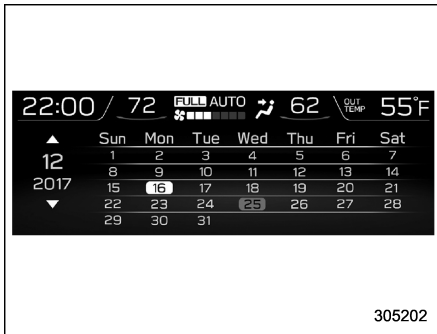 22:00 72 FULL AUTO 62 OUT TEMP 55°F
Sun Mon Tue Wed Thu Fri Sat
12 1 2 3 4 5 6 7
8 9 10 11 12 13 14
2017 15 16 17 18 19 20 21
22 23 24 25 26 27 28
29 30 31
305202